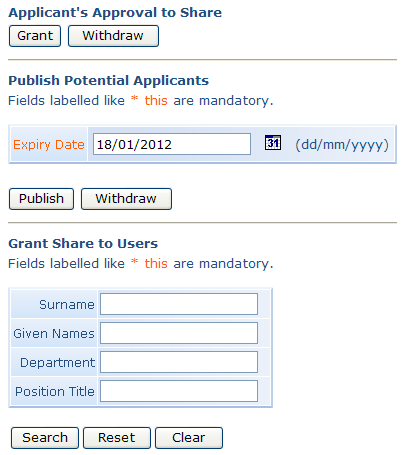 Applicant's Approval to Share
Grant Withdraw
Publish Potential Applicants
Fields labelled like * this are mandatory.
Expiry Date 18/01/2012 31 (dd/mm/yyyy)
Publish Withdraw
Grant Share to Users
Fields labelled like * this are mandatory.
Surname
Given Names
Department
Position Title
Search Reset Clear